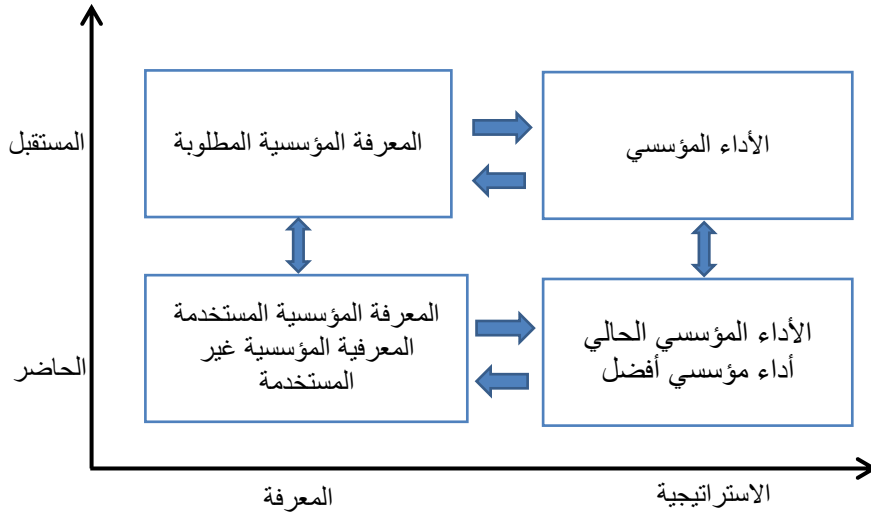 المستقبل
المعرفة المؤسسية المطلوبة
الأداء المؤسسي
الحاضر
المعرفة المؤسسية المستخدمة
المعرفية المؤسسية غير
المستخدمة
الأداء المؤسسي الحالي
أداء مؤسسي أفضل
المعرفة
الاستراتيجية